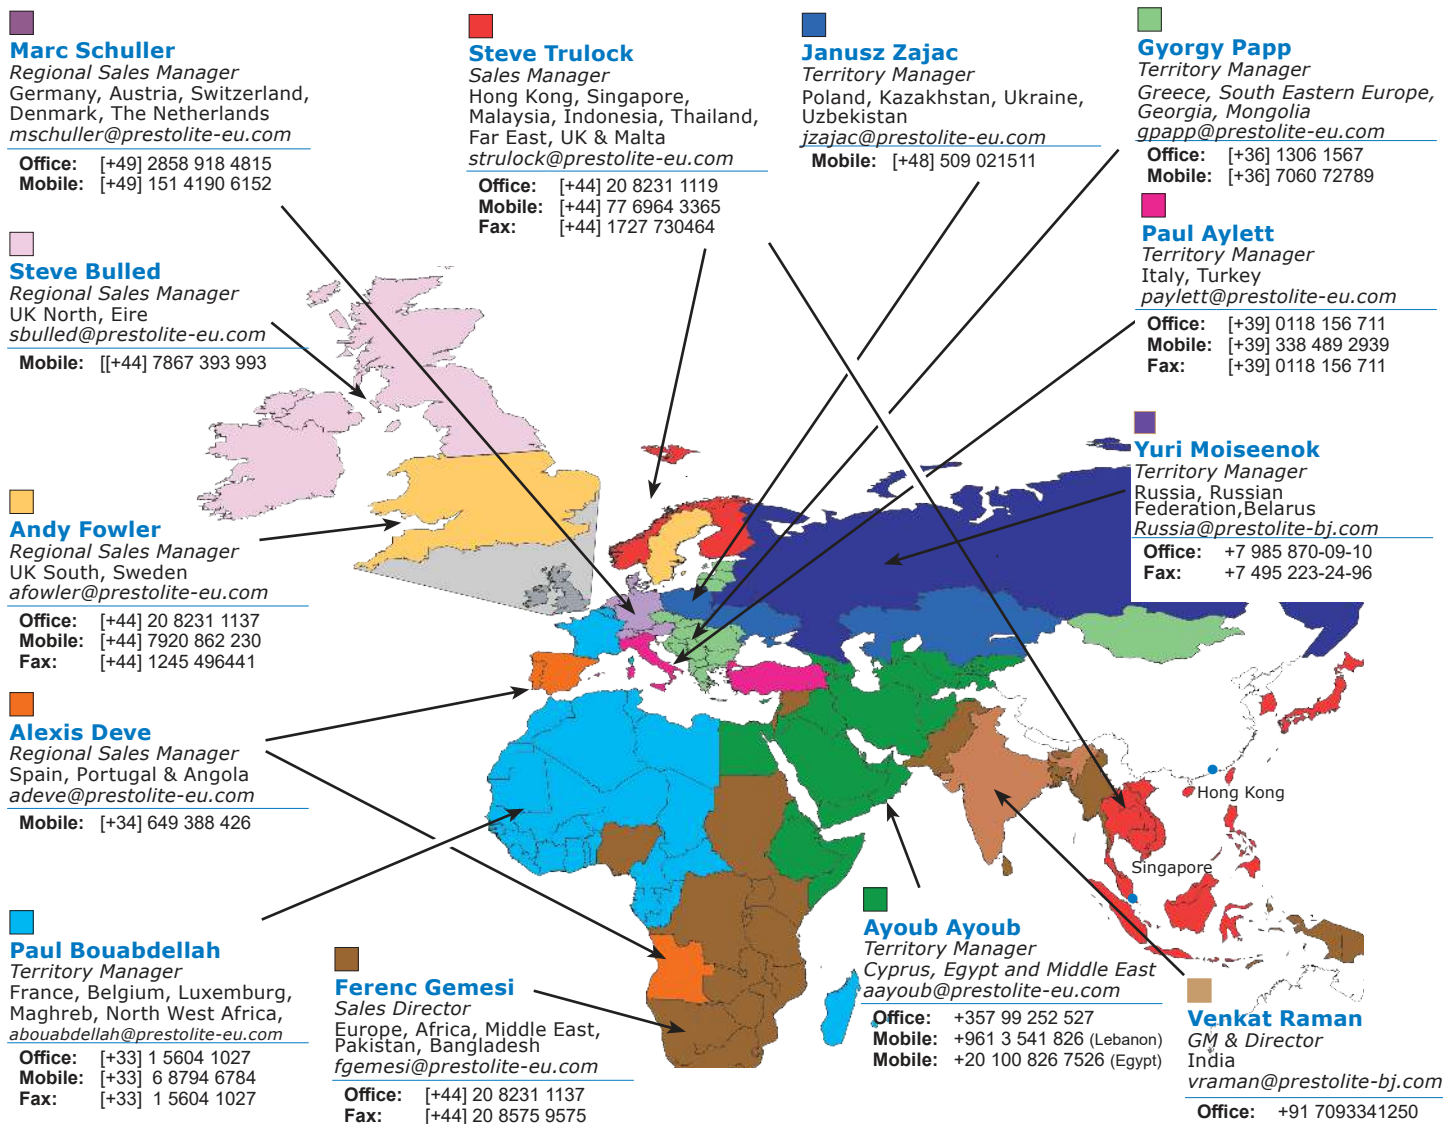 Marc Schuller
Regional Sales Manager
Germany, Austria, Switzerland,
Denmark, The Netherlands
mschuller@prestolite-eu.com
Office: [+49] 2858 918 4815
Mobile: [+49] 151 4190 6152
Steve Trulock
Sales Manager
Hong Kong, Singapore,
Malaysia, Indonesia, Thailand,
Far East, UK & Malta
strulock@prestolite-eu.com
Office: [+44] 20 8231 1119
Mobile: [+44] 77 6964 3365
Fax: [+44] 1727 730464
Janusz Zajac
Territory Manager
Poland, Kazakhstan, Ukraine,
Uzbekistan
jzajac@prestolite-eu.com
Mobile: [+48] 509 021511
Gyorgy Papp
Territory Manager
Greece, South Eastern Europe,
Georgia, Mongolia
gpapp@prestolite-eu.com
Office: [+36] 1306 1567
Mobile: [+36] 7060 72789
Paul Aylett
Territory Manager
Italy, Turkey
paylett@prestolite-eu.com
Office: [+39] 0118 156 711
Mobile: [+39] 338 489 2939
Fax: [+39] 0118 156 711
Steve Bulled
Regional Sales Manager
UK North, Eire
sbulled@prestolite-eu.com
Mobile: [[+44] 7867 393 993
Yuri Moiseenok
Territory Manager
Russia, Russian
Federation,Belarus
Russia@prestolite-bj.com
Office: +7 985 870-09-10
Fax: +7 495 223-24-96
Andy Fowler
Regional Sales Manager
UK South, Sweden
afowler@prestolite-eu.com
Office: [+44] 20 8231 1137
Mobile: [+44] 7920 862 230
Fax: [+44] 1245 496441
Alexis Deve
Regional Sales Manager
Spain, Portugal & Angola
adeve@prestolite-eu.com
Mobile: [+34] 649 388 426
Hong Kong
Singapore
Paul Bouabdellah
Territory Manager
France, Belgium, Luxemburg,
Maghreb, North West Africa,
abouabdellah@prestolite-eu.com
Office: [+33] 1 5604 1027
Mobile: [+33] 6 8794 6784
Fax: [+33] 1 5604 1027
Ferenc Gemesi
Sales Director
Europe, Africa, Middle East,
Pakistan, Bangladesh
fgemesi@prestolite-eu.com
Office: [+44] 20 8231 1137
Fax: [+44] 20 8575 9575
Ayoub Ayoub
Territory Manager
Cyprus, Egypt and Middle East
aayoub@prestolite-eu.com
Office: +357 99 252 527
Mobile: +961 3 541 826 (Lebanon)
Mobile: +20 100 826 7526 (Egypt)
Venkat Raman
GM & Director
India
vraman@prestolite-bj.com
Office: +91 7093341250